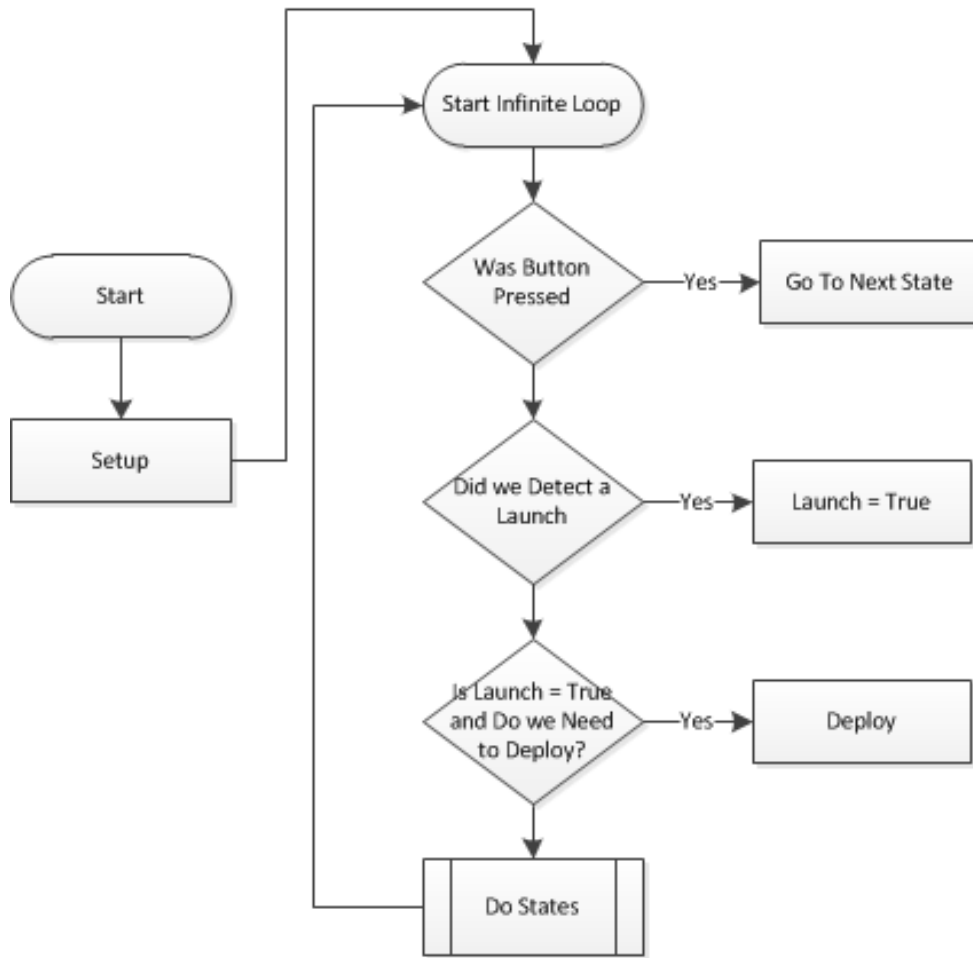 Start Infinite Loop
Was Button
Pressed
Yes
Go To Next State
Start
Setup
Did we Detect a
Launch
Yes
Launch = True
Is Launch = True
and Do we Need
to Deploy?
Yes
Deploy
Do States